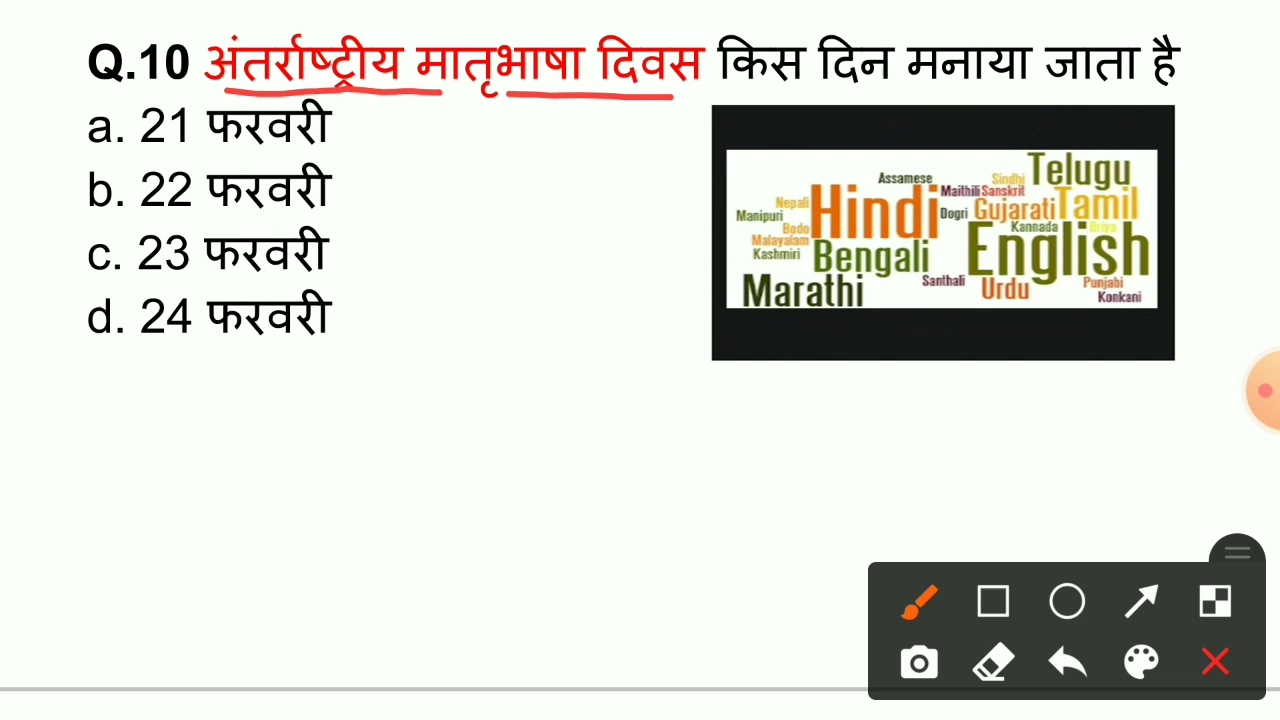 Q.10 अंतर्राष्ट्रीय मातृभाषा दिवस किस दिन मनाया जाता है
a. 21 फरवरी
b. 22 फरवरी
c. 23 फरवरी
d. 24 फरवरी
Assamese Sindhi Telugu
Nepali Hindi Maithili Sanskrit
Manipuri Dogri Gujarati Tamil
Bodo Kannada Oriya
Malayalam Bengali English
Kashmiri
Marathi Santhali Urdu Punjabi
Konkani